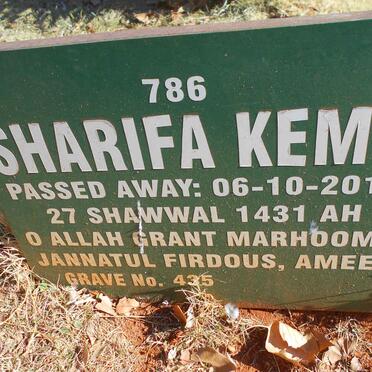 786
SHARIFA KEM
PASSED AWAY: 06-10-201
27 SHAWWAL 1431 AH
O ALLAH GRANT MARHOOM
JANNATUL FIRDOUS, AMEE
GRAVE No. 435